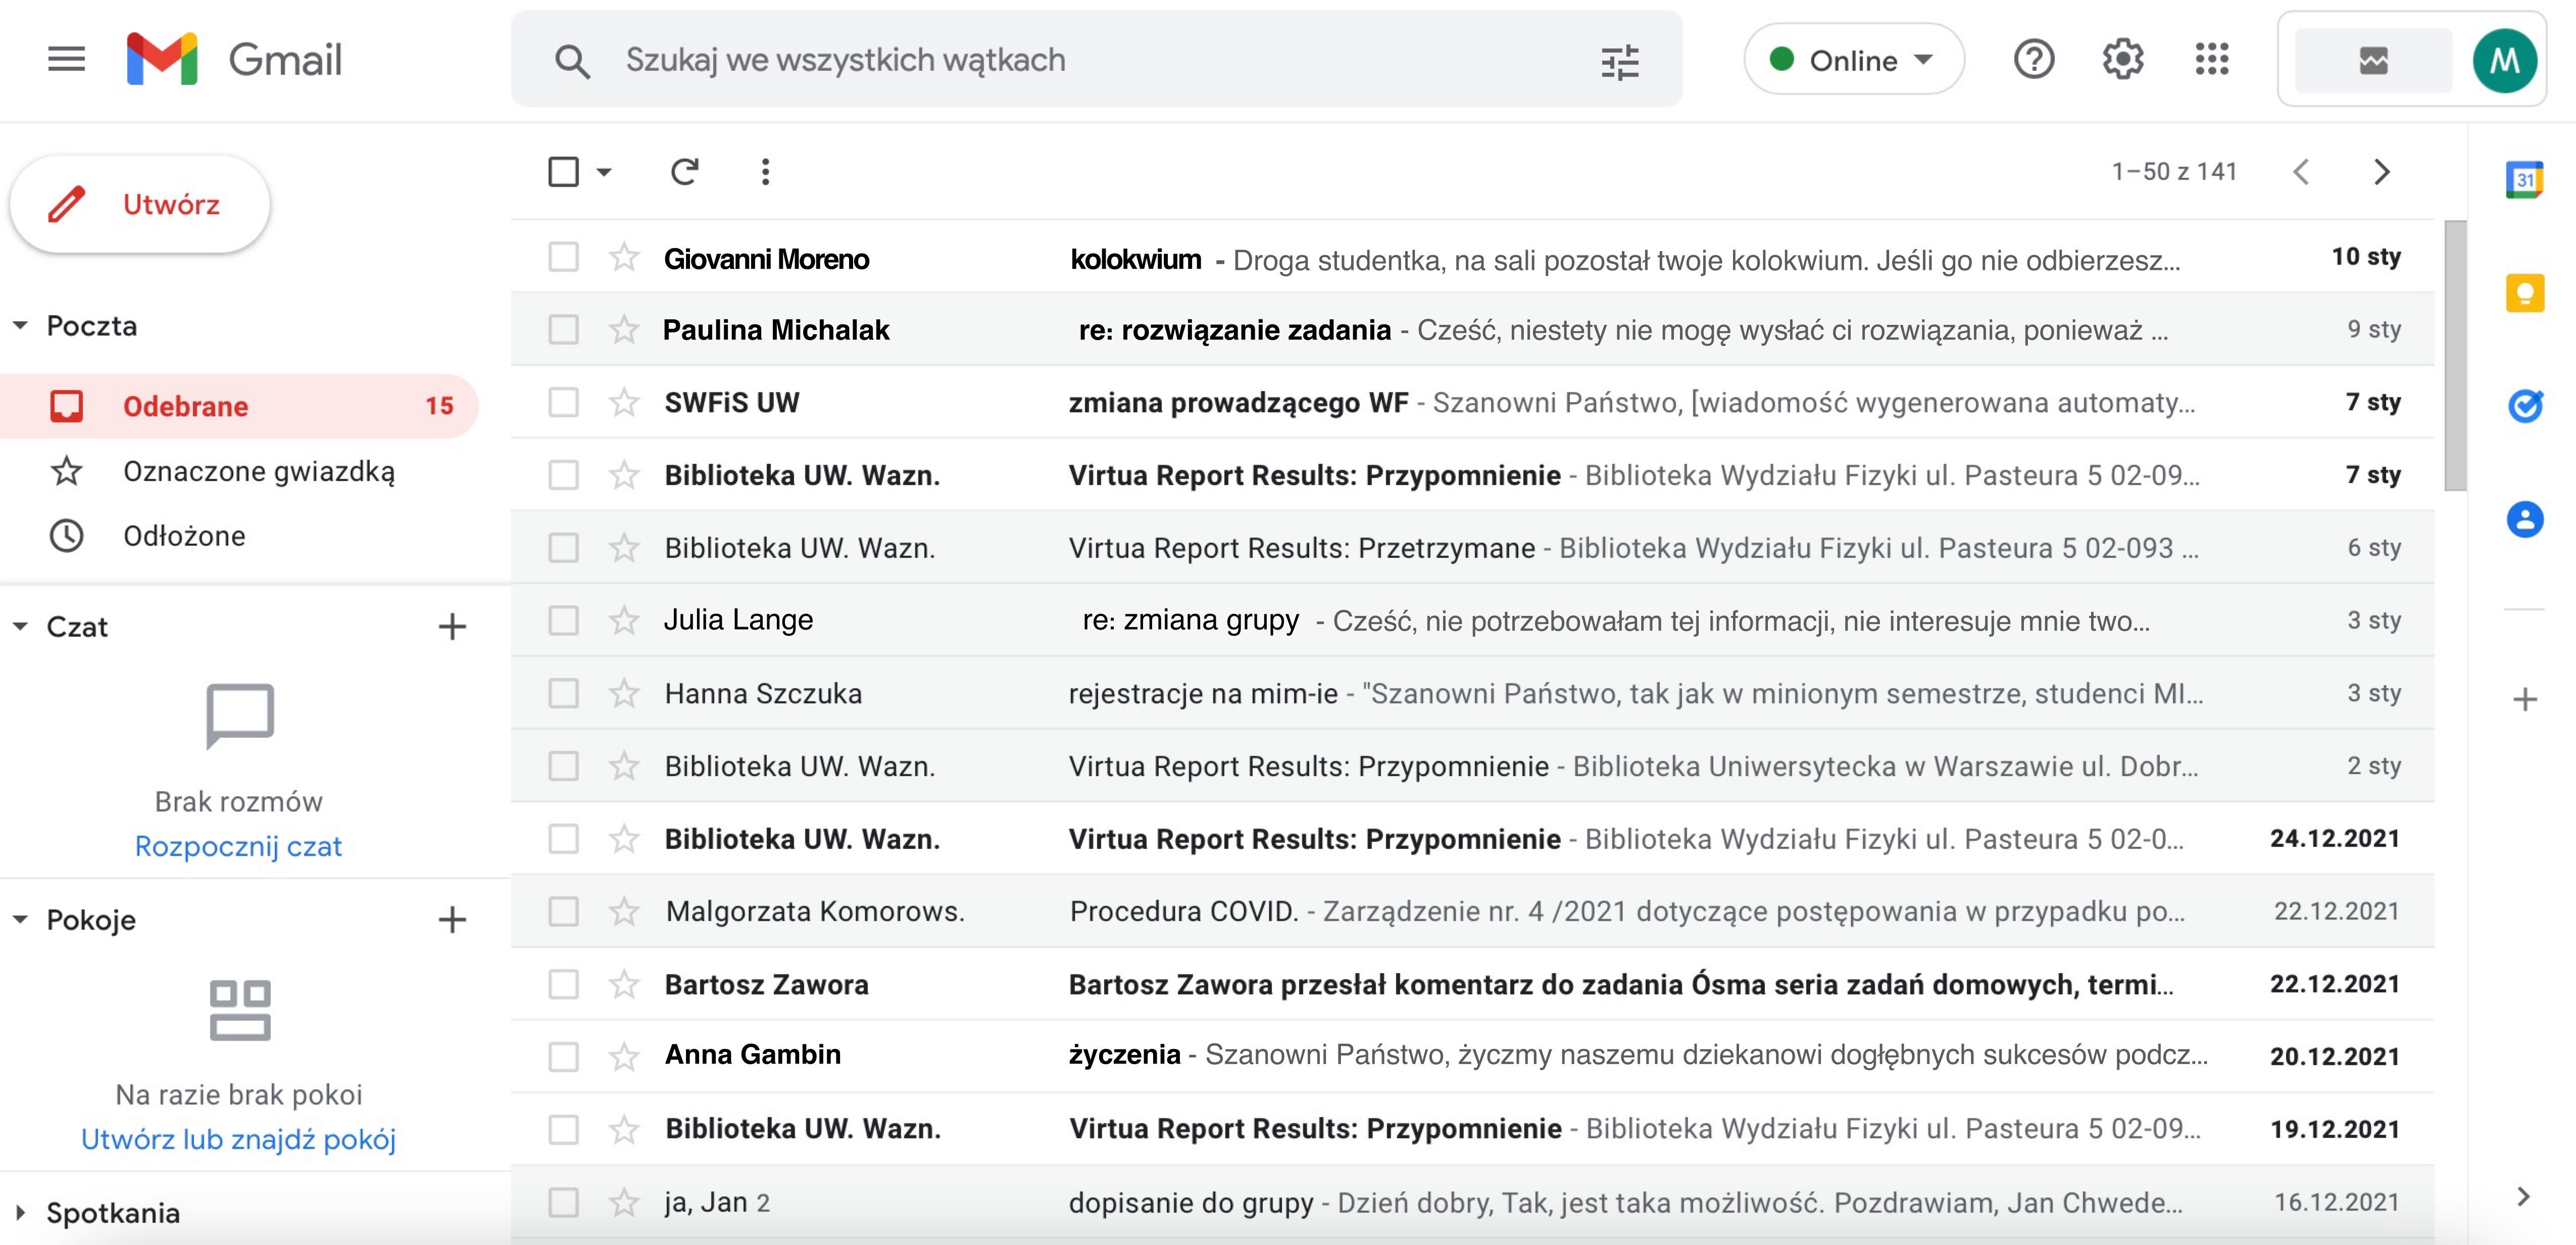 Gmail
Szukaj we wszystkich wątkach
Online
M
Utwórz
1–50 z 141
31
Poczta
Odebrane 15
Oznaczone gwiazdką
Odłożone
Czat
Brak rozmów
Rozpocznij czat
Pokoje
Na razie brak pokoi
Utwórz lub znajdź pokój
Spotkania
Giovanni Moreno kolokwium - Droga studentka, na sali pozostał twoje kolokwium. Jeśli go nie odbierzesz... 10 sty
Paulina Michalak re: rozwiązanie zadania - Cześć, niestety nie mogę wysłać ci rozwiązania, ponieważ ... 9 sty
SWFiS UW zmiana prowadzącego WF - Szanowni Państwo, [wiadomość wygenerowana automaty... 7 sty
Biblioteka UW. Wazn. Virtua Report Results: Przypomnienie - Biblioteka Wydziału Fizyki ul. Pasteura 5 02-09... 7 sty
Biblioteka UW. Wazn. Virtua Report Results: Przetrzymane - Biblioteka Wydziału Fizyki ul. Pasteura 5 02-093 ... 6 sty
Julia Lange re: zmiana grupy - Cześć, nie potrzebowałam tej informacji, nie interesuje mnie two... 3 sty
Hanna Szczuka rejestracje na mim-ie - "Szanowni Państwo, tak jak w minionym semestrze, studenci MI... 3 sty
Biblioteka UW. Wazn. Virtua Report Results: Przypomnienie - Biblioteka Uniwersytecka w Warszawie ul. Dobr... 2 sty
Biblioteka UW. Wazn. Virtua Report Results: Przypomnienie - Biblioteka Wydziału Fizyki ul. Pasteura 5 02-0... 24.12.2021
Malgorzata Komorows. Procedura COVID. - Zarządzenie nr. 4 /2021 dotyczące postępowania w przypadku po... 22.12.2021
Bartosz Zawora Bartosz Zawora przesłał komentarz do zadania Ósma seria zadań domowych, termi... 22.12.2021
Anna Gambin życzenia - Szanowni Państwo, życzmy naszemu dziekanowi dogłębnych sukcesów podcz... 20.12.2021
Biblioteka UW. Wazn. Virtua Report Results: Przypomnienie - Biblioteka Wydziału Fizyki ul. Pasteura 5 02-09... 19.12.2021
ja, Jan 2 dopisanie do grupy - Dzień dobry, Tak, jest taka możliwość. Pozdrawiam, Jan Chwede... 16.12.2021